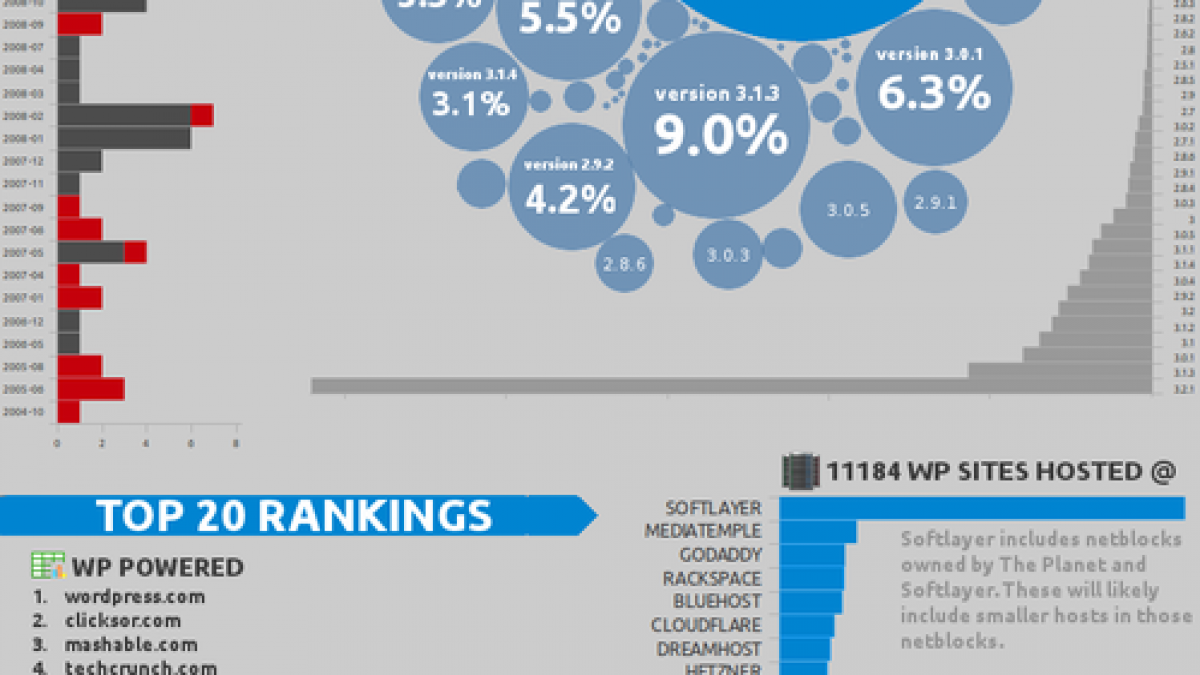 2008-10
2008-09
2008-07
2008-04
2008-03
2008-02
2008-01
2007-12
2007-11
2007-09
2007-08
2007-05
2007-04
2007-01
2006-12
2006-05
2005-08
2005-06
2004-10
0 2 4 6 8
5.5%
version 3.1.4
3.1%
version 3.1.3
9.0%
version 3.0.1
6.3%
version 2.9.2
4.2%
3.0.5
2.9.1
2.8.6
3.0.3
2.8.2
2.6.2
2.8
2.5.1
2.8.5
2.9
2.7
3.0.2
2.7.1
2.8.6
2.9.1
2.8.4
3.0.3
3
3.0.5
3.1.1
3.1.4
3.0.4
2.9.2
3.2
3.1.2
3.1
3.0.1
3.1.3
3.2.1
TOP 20 RANKINGS
WP POWERED
1. wordpress.com
2. clicksor.com
3. mashable.com
4. techcrunch.com
11184 WP SITES HOSTED @
SOFTLAYER
MEDIATEMPLE
GODADDY
RACKSPACE
BLUEHOST
CLOUDFLARE
DREAMHOST
HETZNER
Softlayer includes netblocks
owned by The Planet and
Softlayer. These will likely
include smaller hosts in those
netblocks.